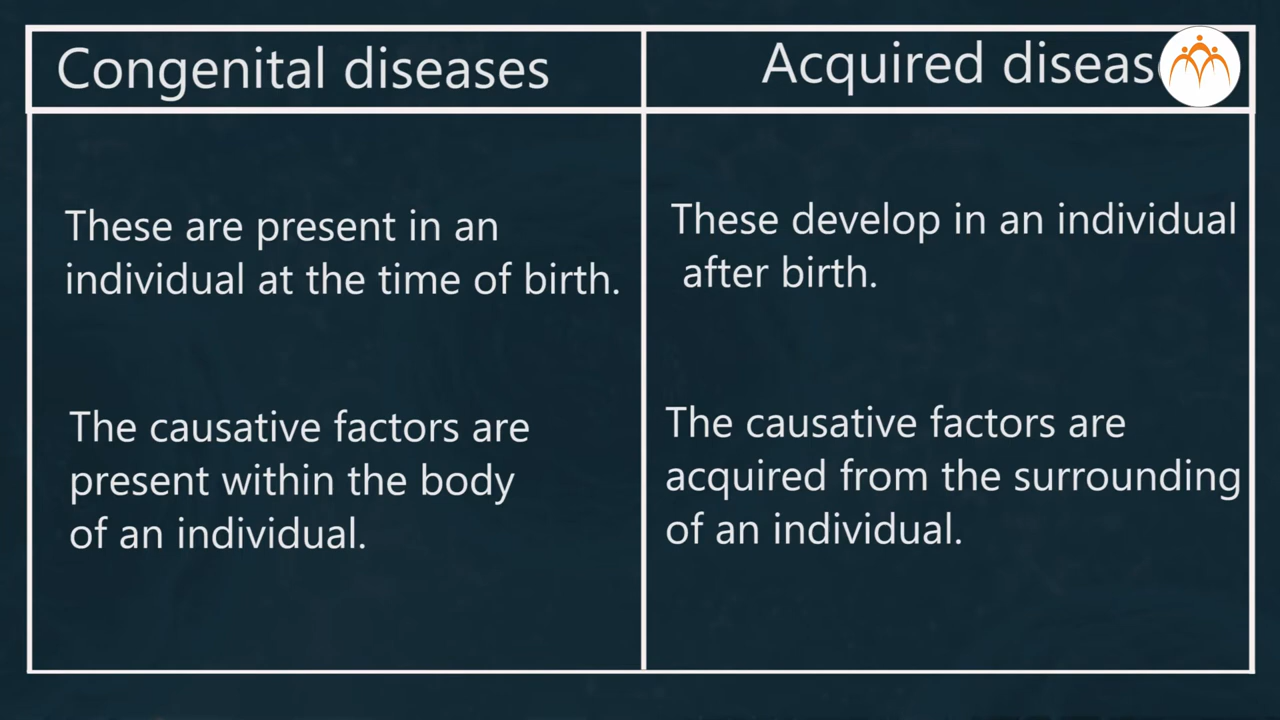 Congenital diseases
Acquired diseas
These are present in an
individual at the time of birth.
These develop in an individual
after birth.
The causative factors are
present within the body
of an individual.
The causative factors are
acquired from the surrounding
of an individual.